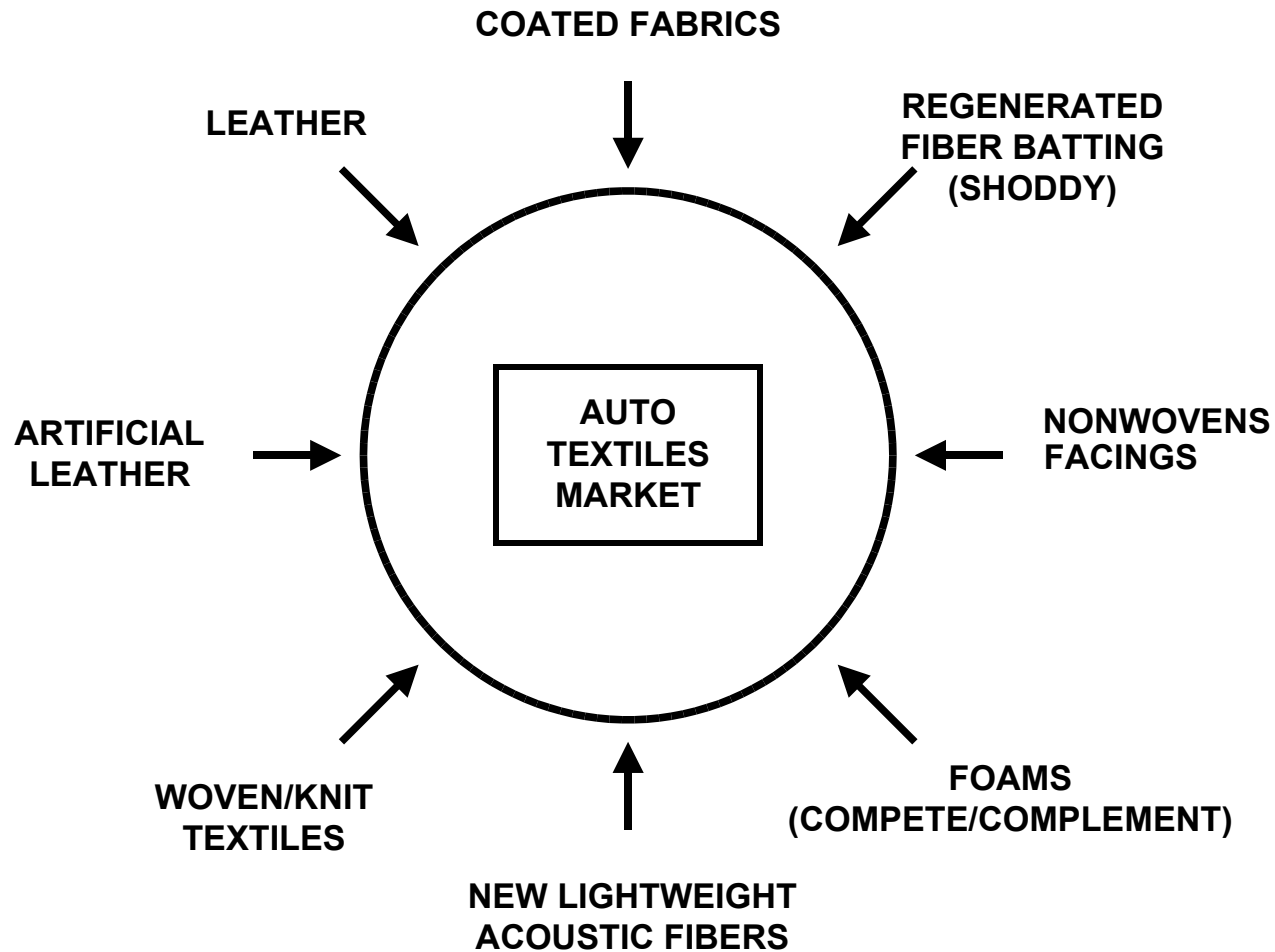 COATED FABRICS
LEATHER
REGENERATED
FIBER BATTING
(SHODDY)
ARTIFICIAL
LEATHER
AUTO
TEXTILES
MARKET
NONWOVENS
FACINGS
WOVEN/KNIT
TEXTILES
FOAMS
(COMPETE/COMPLEMENT)
NEW LIGHTWEIGHT
ACOUSTIC FIBERS